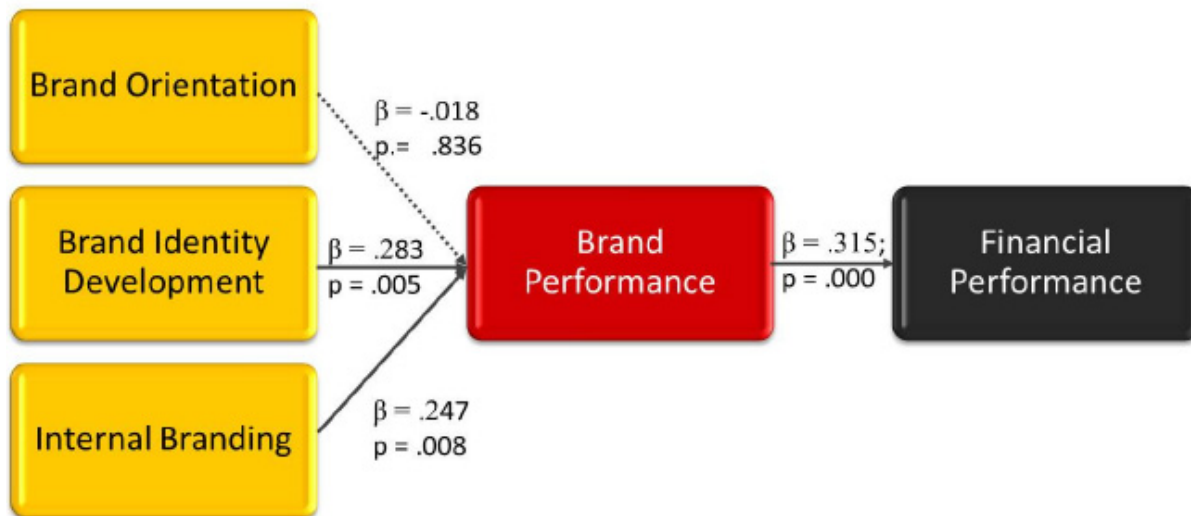 Brand Orientation
β = -.018
p.= .836
Brand Identity
Development
β = .283
p = .005
Brand
Performance
β = .315;
p = .000
Financial
Performance
Internal Branding
β = .247
p = .008